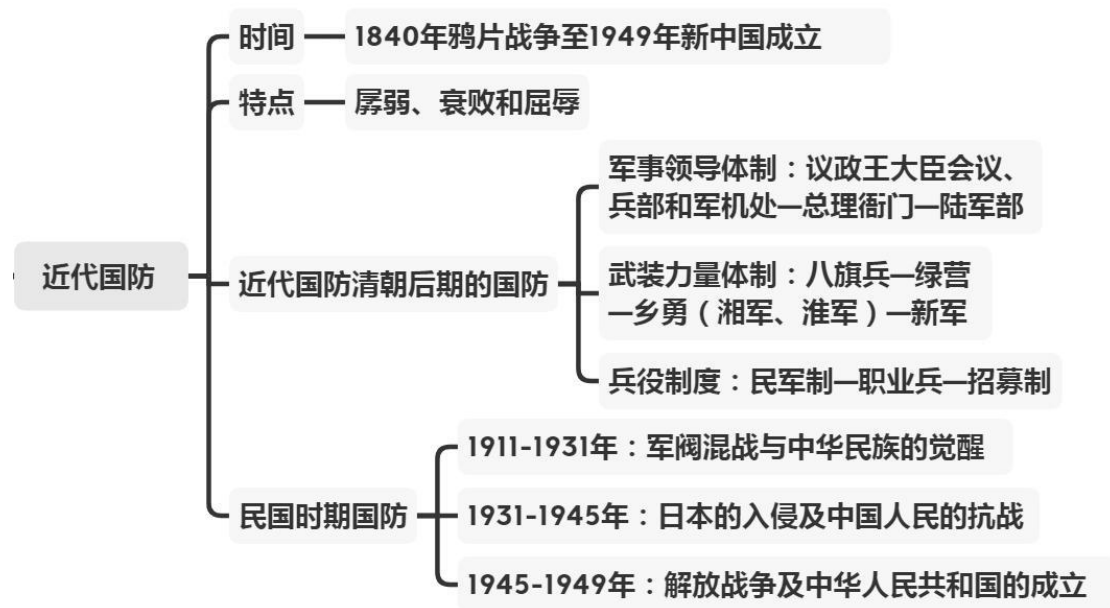 时间
1840年鸦片战争至1949年新中国成立
特点
孱弱、衰败和屈辱
近代国防
近代国防清朝后期的国防
军事领导体制：议政王大臣会议、
兵部和军机处—总理衙门—陆军部
武装力量体制：八旗兵—绿营
—乡勇（湘军、淮军）—新军
兵役制度：民军制—职业兵—招募制
民国时期国防
1911-1931年：军阀混战与中华民族的觉醒
1931-1945年：日本的入侵及中国人民的抗战
1945-1949年：解放战争及中华人民共和国的成立